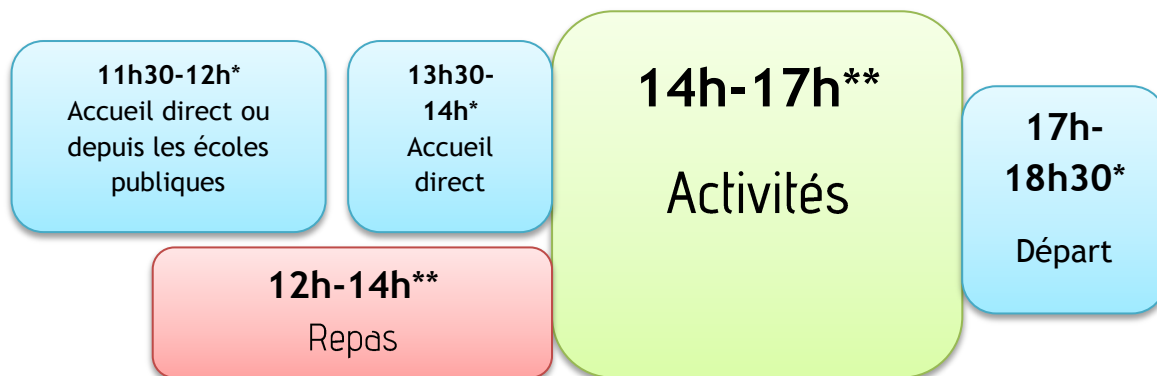 11h30-12h*
Accueil direct ou
depuis les écoles
publiques
13h30-
14h*
Accueil
direct
12h-14h**
Repas
14h-17h**
Activités
17h-
18h30*
Départ